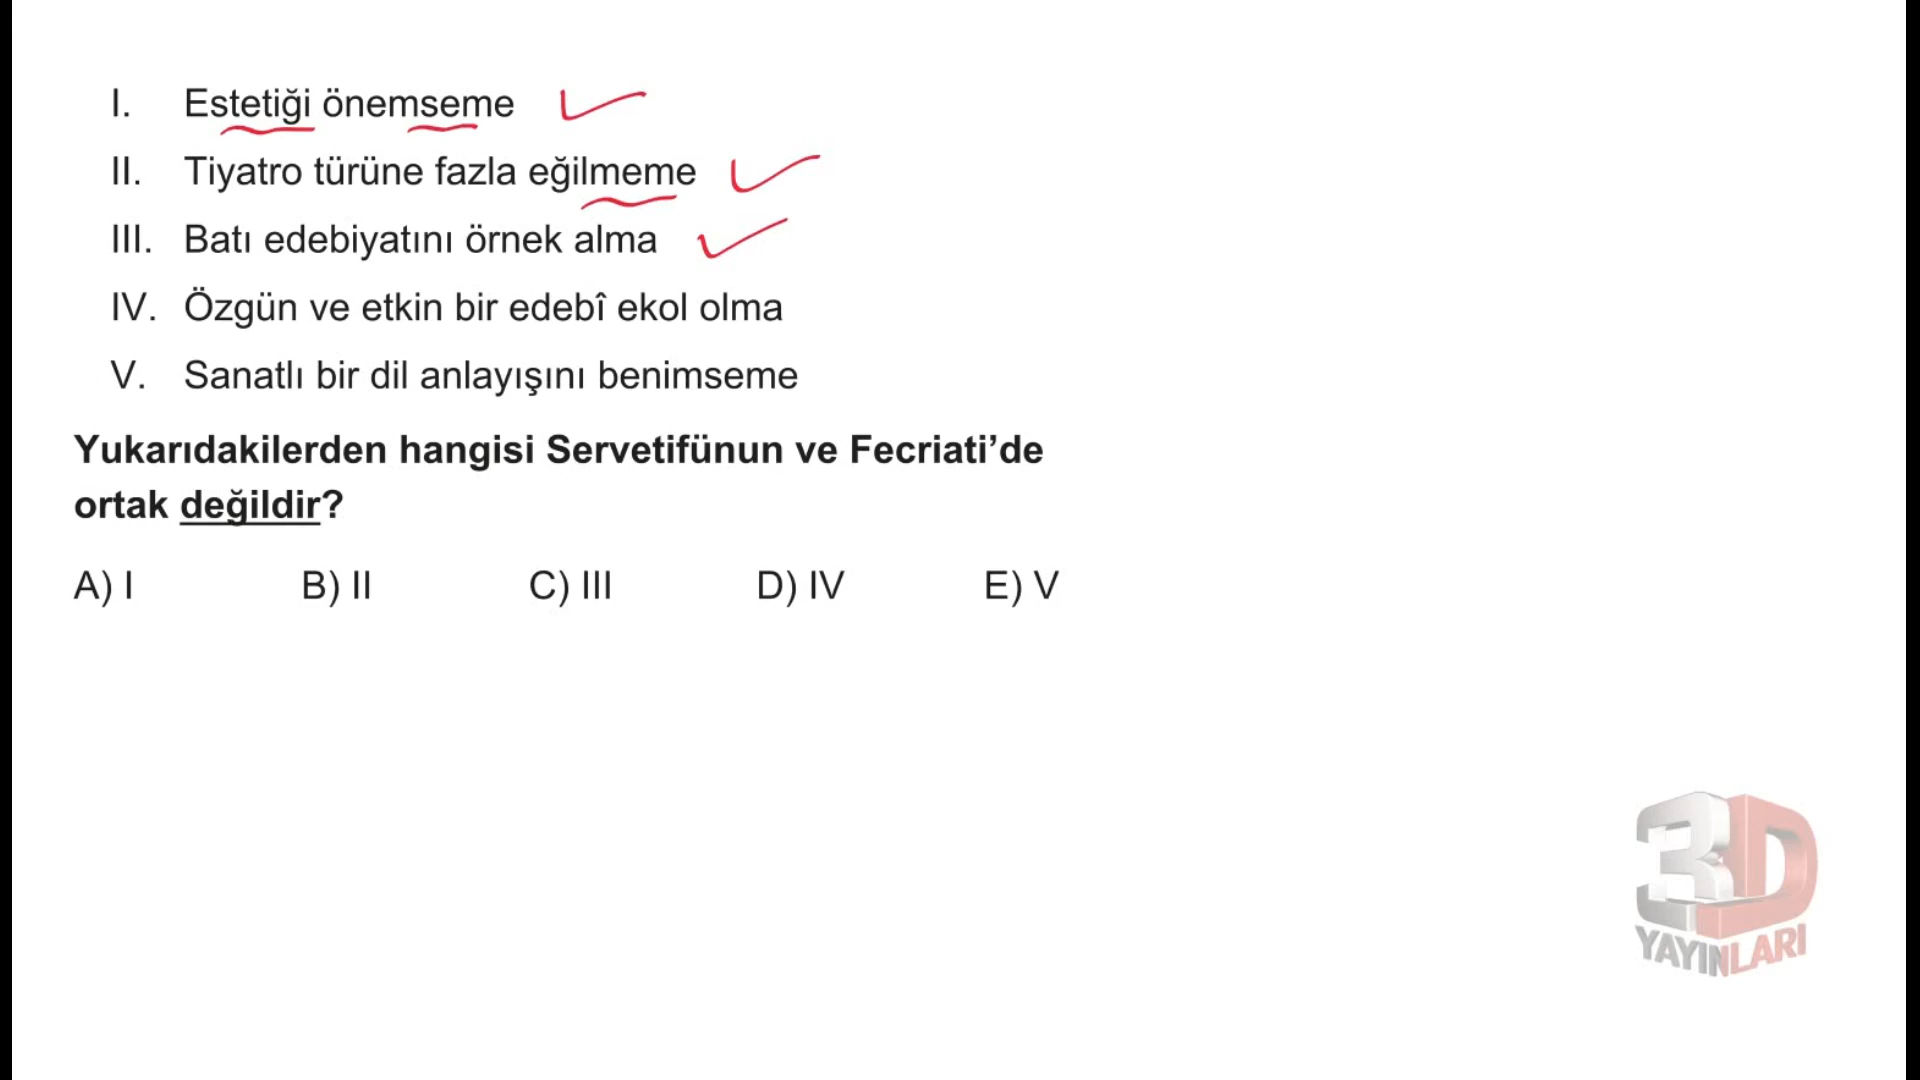 I. Estetiği önemseme
II. Tiyatro türüne fazla eğilmeme
III. Batı edebiyatını örnek alma
IV. Özgün ve etkin bir edebî ekol olma
V. Sanatlı bir dil anlayışını benimseme
Yukarıdakilerden hangisi Servetifünun ve Fecriati’de
ortak değildir?
A) I B) II C) III D) IV E) V
3D
YAYINLARI